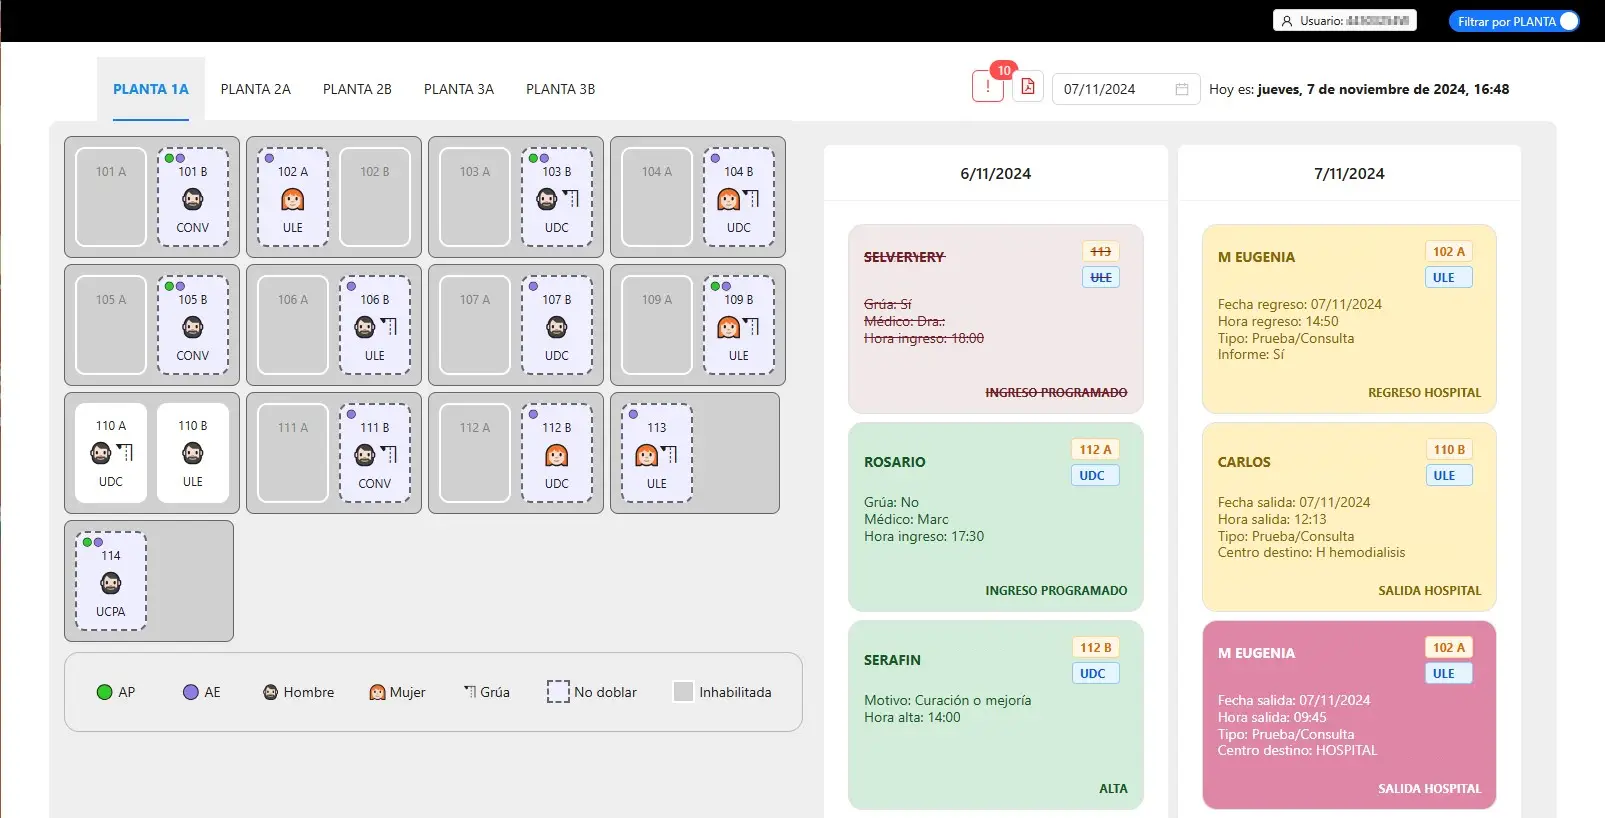 Usuario:
Filtrar por PLANTA
PLANTA 1A
PLANTA 2A
PLANTA 2B
PLANTA 3A
PLANTA 3B
!
10
07/11/2024
Hoy es: jueves, 7 de noviembre de 2024, 16:48
101 A
101 B
CONV
102 A
ULE
102 B
103 A
103 B
UDC
104 A
104 B
UDC
105 A
105 B
CONV
106 A
106 B
ULE
107 A
107 B
UDC
109 A
109 B
ULE
110 A
UDC
110 B
ULE
111 A
111 B
CONV
112 A
112 B
UDC
113
ULE
114
UCPA
AP
AE
Hombre
Mujer
Grúa
No doblar
Inhabilitada
6/11/2024
SELVERYERY
113
ULE
Grúa: Sí
Médico: Dra.:
Hora ingreso: 18:00
INGRESO PROGRAMADO
ROSARIO
112 A
UDC
Grúa: No
Médico: Marc
Hora ingreso: 17:30
INGRESO PROGRAMADO
SERAFIN
112 B
UDC
Motivo: Curación o mejoría
Hora alta: 14:00
ALTA
7/11/2024
M EUGENIA
102 A
ULE
Fecha regreso: 07/11/2024
Hora regreso: 14:50
Tipo: Prueba/Consulta
Informe: Sí
REGRESO HOSPITAL
CARLOS
110 B
ULE
Fecha salida: 07/11/2024
Hora salida: 12:13
Tipo: Prueba/Consulta
Centro destino: H hemodialisis
SALIDA HOSPITAL
M EUGENIA
102 A
ULE
Fecha salida: 07/11/2024
Hora salida: 09:45
Tipo: Prueba/Consulta
Centro destino: HOSPITAL
SALIDA HOSPITAL